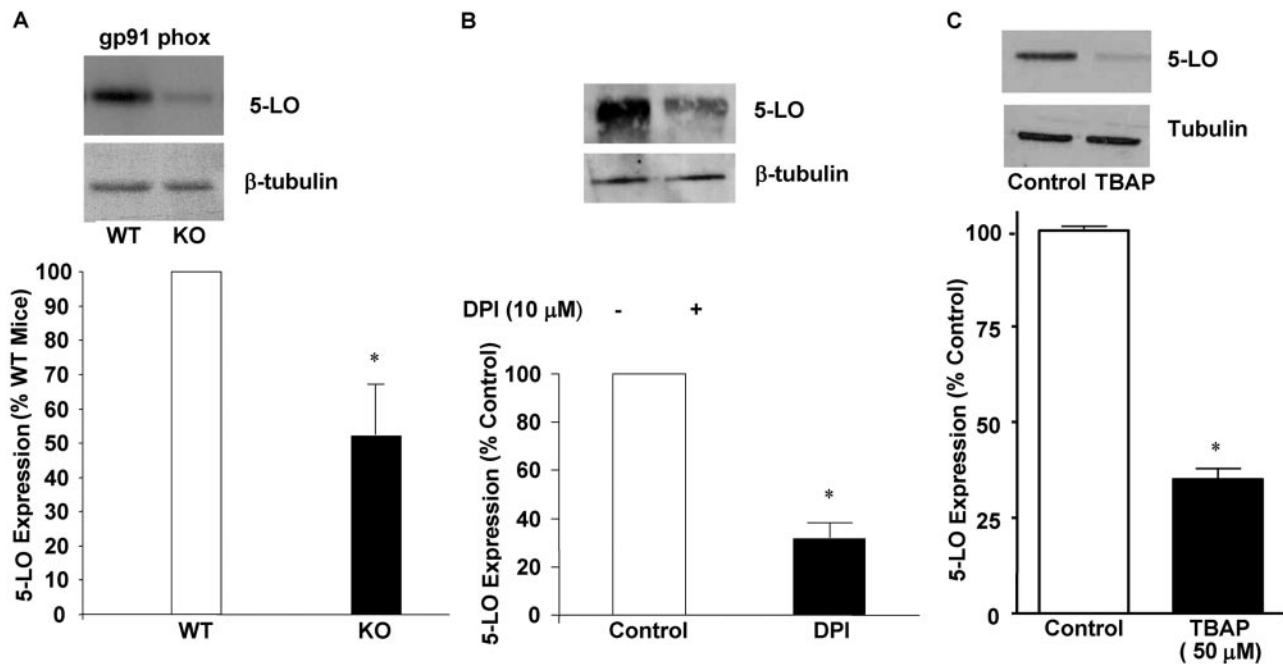 A
gp91 phox
5-LO
β-tubulin
WT KO
5-LO Expression (% WT Mice)
100
90
80
70
60
50
40
30
20
10
0
*
WT KO
B
5-LO
β-tubulin
DPI (10 μM) - +
5-LO Expression (% Control)
100
80
60
40
20
0
*
Control DPI
C
5-LO
Tubulin
Control TBAP
5-LO Expression (% Control)
100
75
50
25
0
*
Control TBAP
( 50 μM)